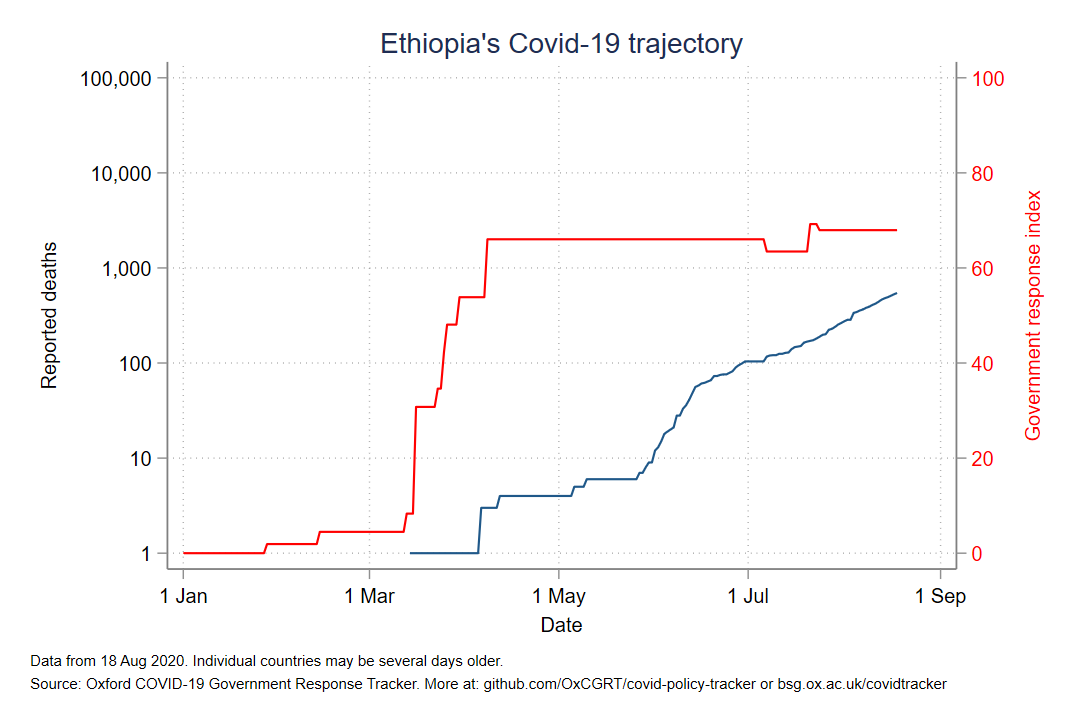 Ethiopia's Covid-19 trajectory
100,000
10,000
1,000
100
10
1
Reported deaths
100
80
60
40
20
0
Government response index
1 Jan
1 Mar
1 May
1 Jul
1 Sep
Date
Data from 18 Aug 2020. Individual countries may be several days older.
Source: Oxford COVID-19 Government Response Tracker. More at: github.com/OxCGRT/covid-policy-tracker or bsg.ox.ac.uk/covidtracker